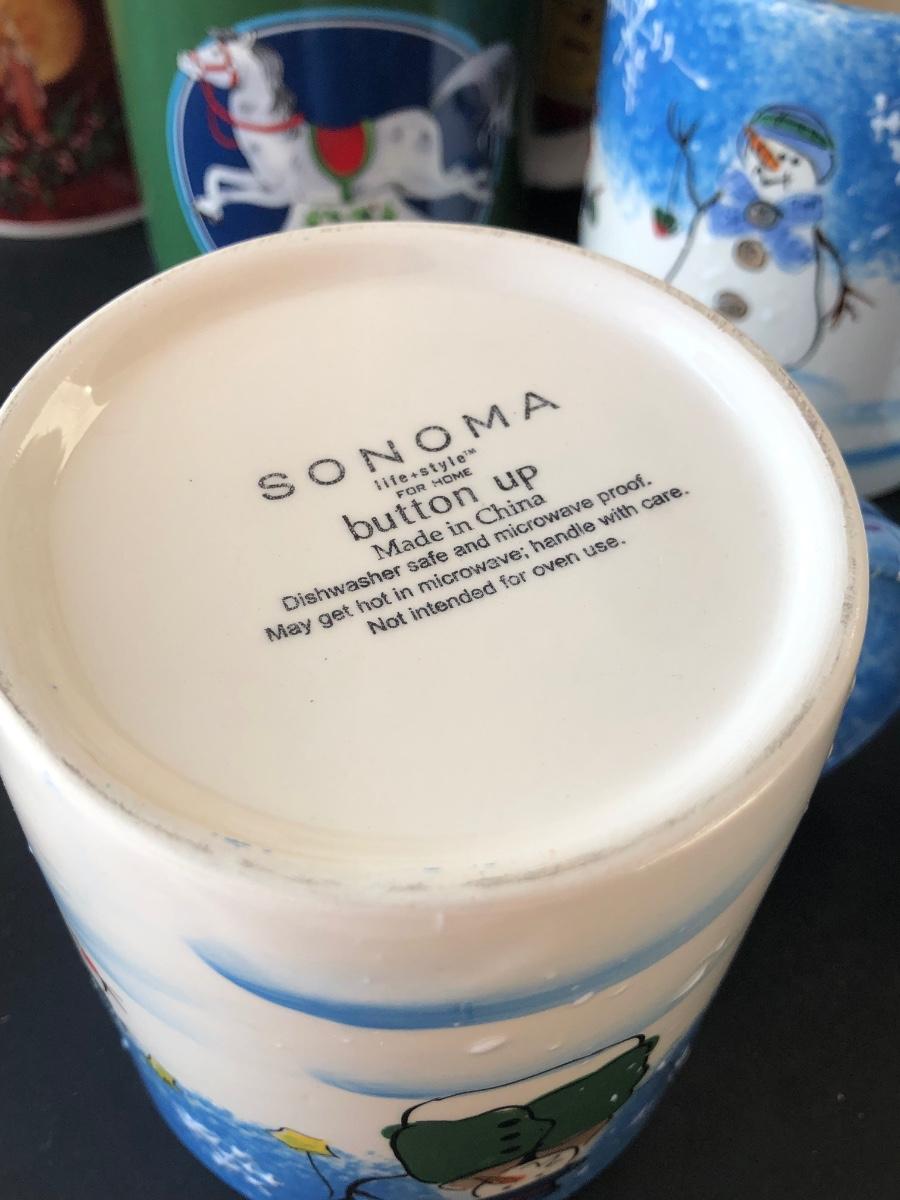 SONOMA
life+style™
FOR HOME
button up
Made in China
Dishwasher safe and microwave proof.
May get hot in microwave; handle with care.
Not intended for oven use.